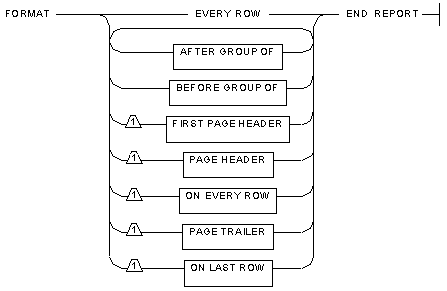 FORMAT EVERY ROW END REPORT
AFTER GROUP OF
BEFORE GROUP OF
1 FIRST PAGE HEADER
1 PAGE HEADER
1 ON EVERY ROW
1 PAGE TRAILER
1 ON LAST ROW